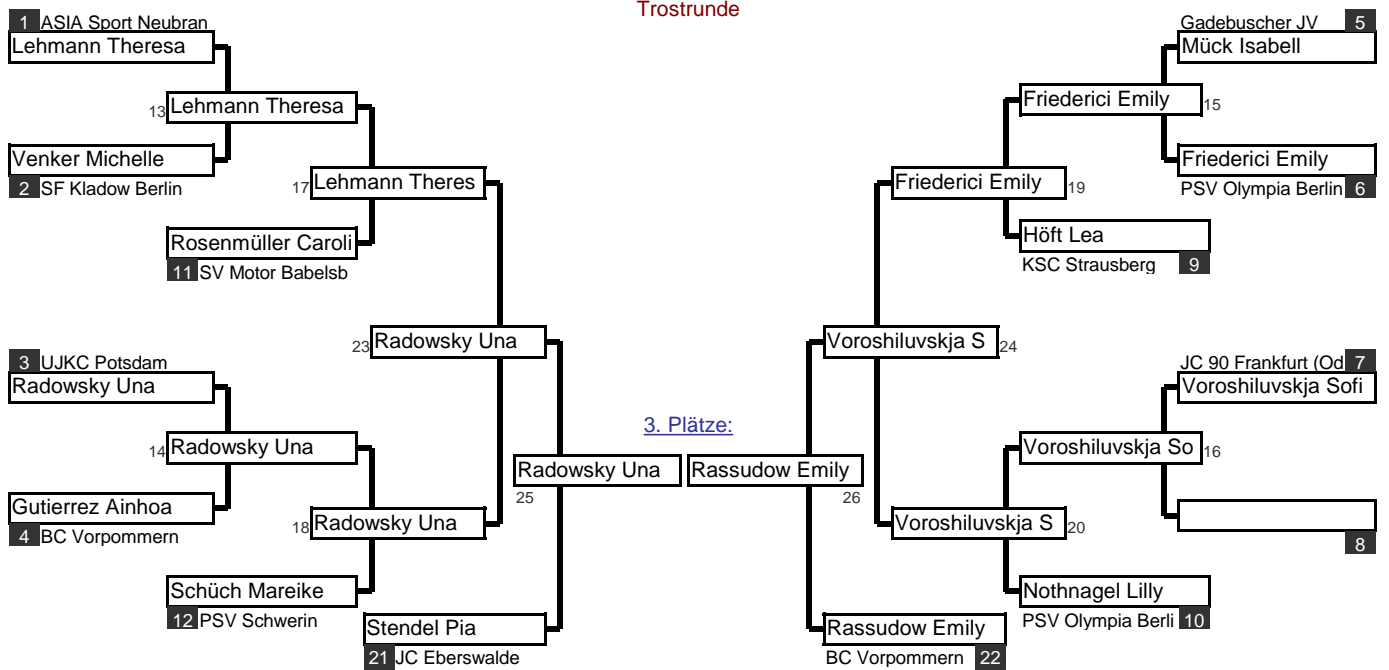 Trostrunde
1 ASIA Sport Neubran
Lehmann Theresa
13 Lehmann Theresa
Venker Michelle
2 SF Kladow Berlin
17 Lehmann Theres
Rosenmüller Caroli
11 SV Motor Babelsb
23 Radowsky Una
3 UJKC Potsdam
Radowsky Una
14 Radowsky Una
Gutierrez Ainhoa
4 BC Vorpommern
18 Radowsky Una
Schüch Mareike
12 PSV Schwerin
Stendel Pia
21 JC Eberswalde
3. Plätze:
Radowsky Una
25
Rassudow Emily
26
Gadebuscher JV 5
Mück Isabell
Friederici Emily 15
Friederici Emily
PSV Olympia Berlin 6
Friederici Emily 19
Höft Lea
KSC Strausberg 9
Voroshiluvskja S 24
JC 90 Frankfurt (Od 7
Voroshiluvskja Sofi
Voroshiluvskja So 16
8
Voroshiluvskja S 20
Nothnagel Lilly
PSV Olympia Berli 10
Rassudow Emily
BC Vorpommern 22